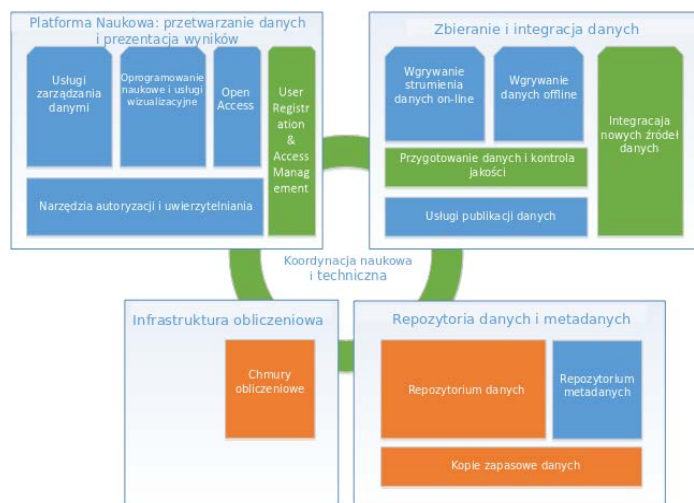 Platforma Naukowa: przetwarzanie danych
i prezentacja wyników
Usługi
zarządzania
danymi
Oprogramowanie
naukowe i usługi
wizualizacyjne
Open
Access
User
Registr
ation
&
Access
Manag
ement
Narzędzia autoryzacji i uwierzytelniania
Zbieranie i integracja danych
Wgrywanie
strumienia
danych on-line
Wgrywanie
danych offline
Integracaja
nowych źródeł
danych
Przygotowanie danych i kontrola
jakości
Usługi publikacji danych
Koordynacja naukowa
i techniczna
Infrastruktura obliczeniowa
Chmury
obliczeniowe
Repozytoria danych i metadanych
Repozytorium danych
Repozytorium
metadanych
Kopie zapasowe danych